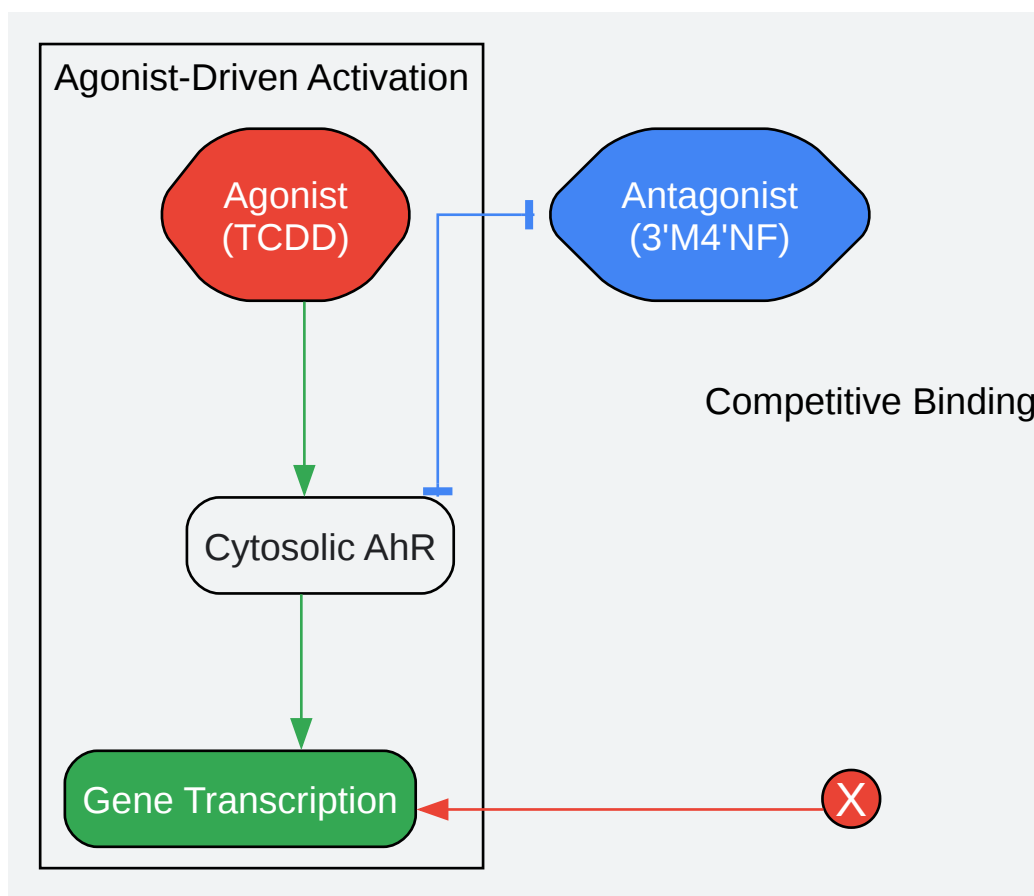 Agonist-Driven Activation
Agonist
(TCDD)
Antagonist
(3'M4'NF)
Competitive Binding
Cytosolic AhR
Gene Transcription
X